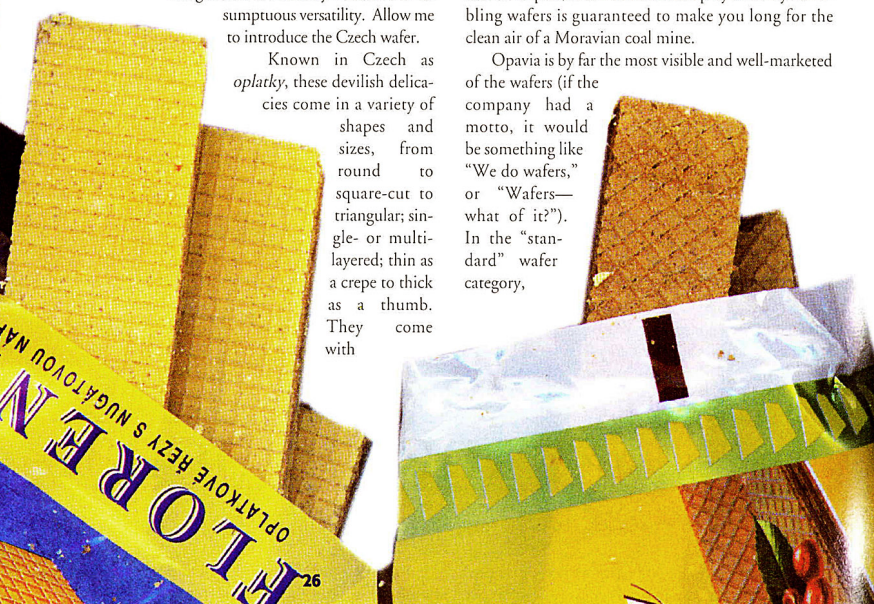 sumptuous versatility. Allow me
to introduce the Czech wafer.
Known in Czech as
oplatky, these devilish delica-
cies come in a variety of
shapes and
sizes, from
round to
square-cut to
triangular; sin-
gle- or multi-
layered; thin as
a crepe to thick
as a thumb.
They come
with
bling wafers is guaranteed to make you long for the
clean air of a Moravian coal mine.
Opavia is by far the most visible and well-marketed
of the wafers (if the
company had a
motto, it would
be something like
“We do wafers,”
or “Wafers—
what of it?”).
In the “stan-
dard” wafer
category,
FLOREN
OPLATKOVÉ ŘEZY S NUGÁTOVOU
26